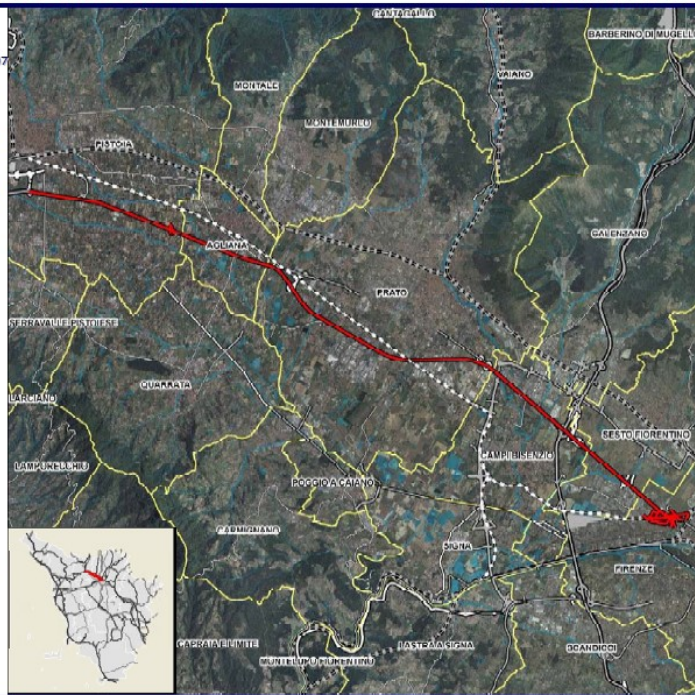 CANTAGALLO
BARBERINO DI MUGELL
VAIANO
MONTALE
MONTEMURLO
PISTOIA
CALENZANO
AGLIANA
PRATO
SERRAVALLE PISTOIESE
QUARRATA
LARCIANO
SESTO FIORENTINO
CAMPI BISENZIO
LAMPORECCHIO
POGGIO A CAIANO
CARMIGNANO
SIGNA
FIRENZE
CAPRAIA E LIMITE
LASTRA A SIGNA
SCANDICCI
MONTELUPO FIORENTINO